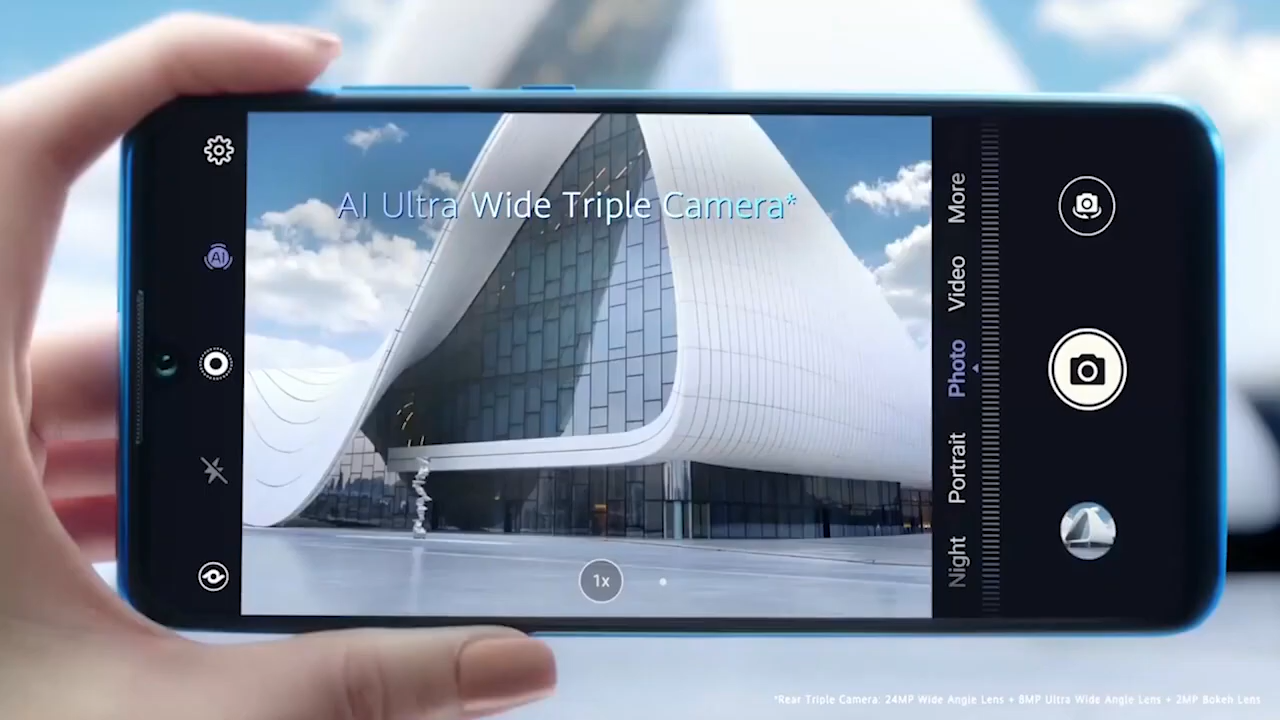 AI Ultra Wide Triple Camera*
AI
1x
More
Video
Photo
Portrait
Night
*Rear Triple Camera: 24MP Wide Angle Lens + 8MP Ultra Wide Angle Lens + 2MP Bokeh Lens